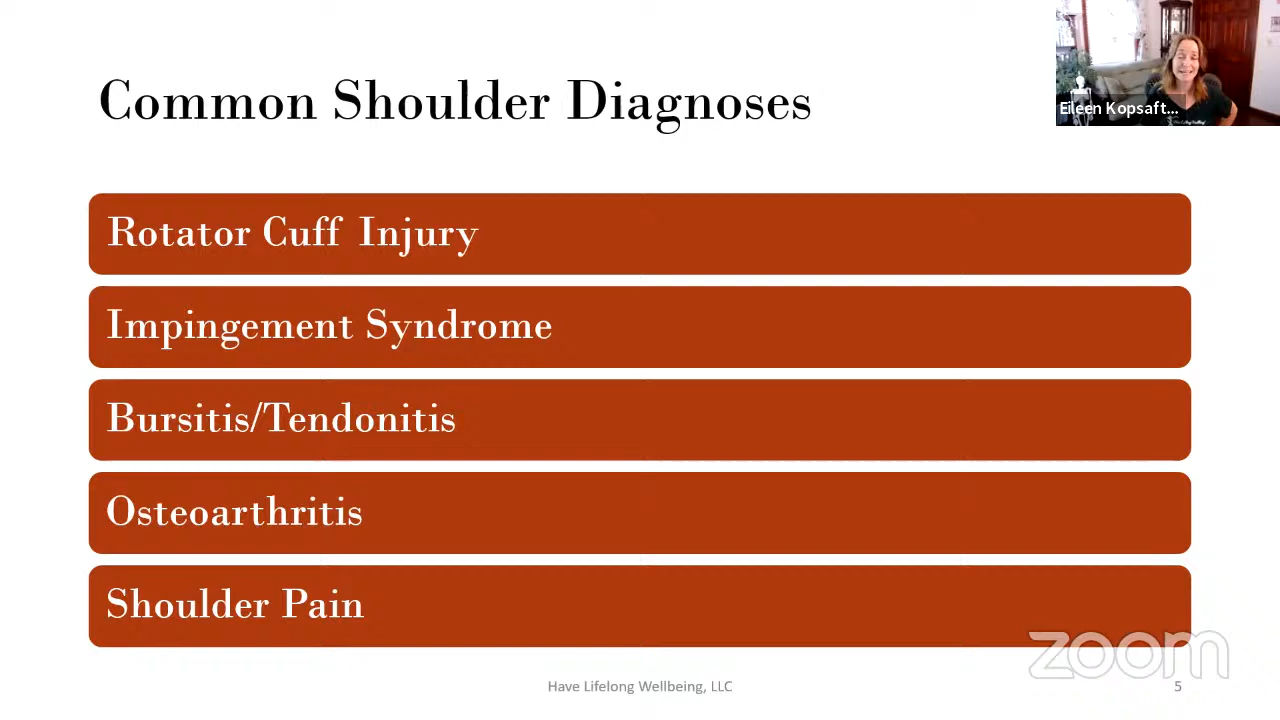 Common Shoulder Diagnoses
Eileen Kopsaft...
Rotator Cuff Injury
Impingement Syndrome
Bursitis/Tendonitis
Osteoarthritis
Shoulder Pain
zoom
Have Lifelong Wellbeing, LLC
5